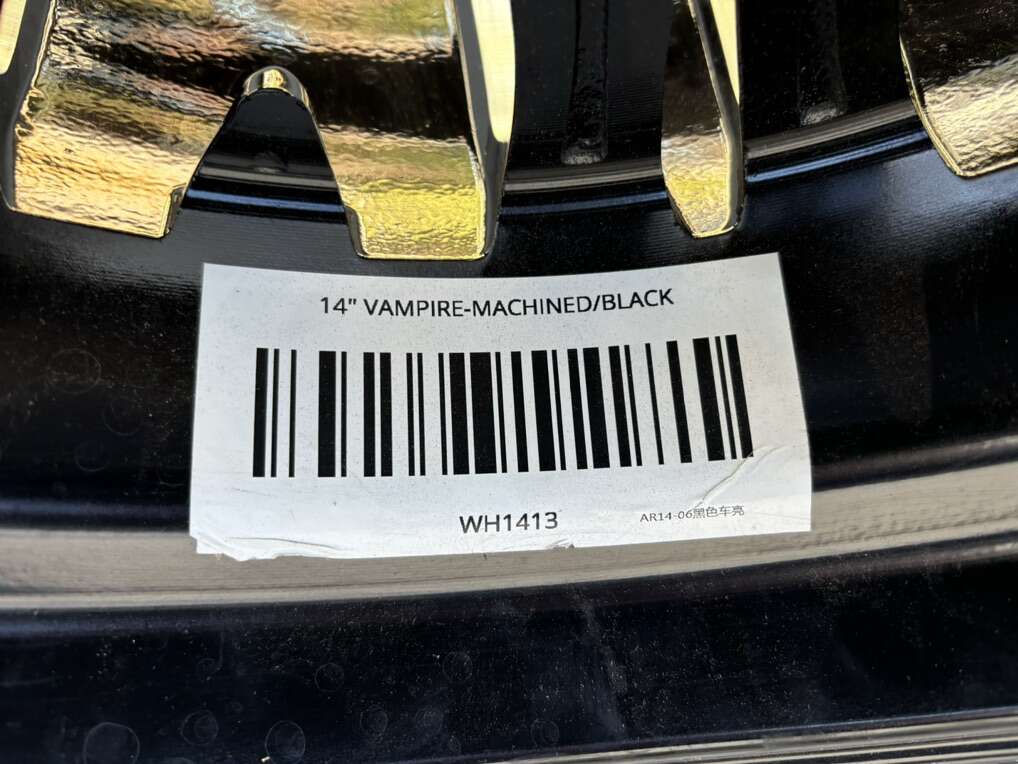 14" VAMPIRE-MACHINED/BLACK
WH1413
AR14-06黑色车亮